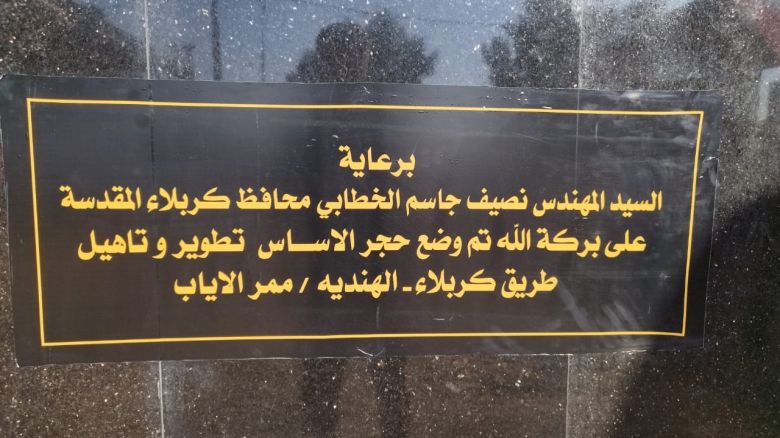 برعاية
السيد المهندس نصيف جاسم الخطابي محافظ كربلاء المقدسة
على بركة الله تم وضع حجر الاساس تطوير و تاهيل
طريق كربلاء - الهنديه / ممر الاياب